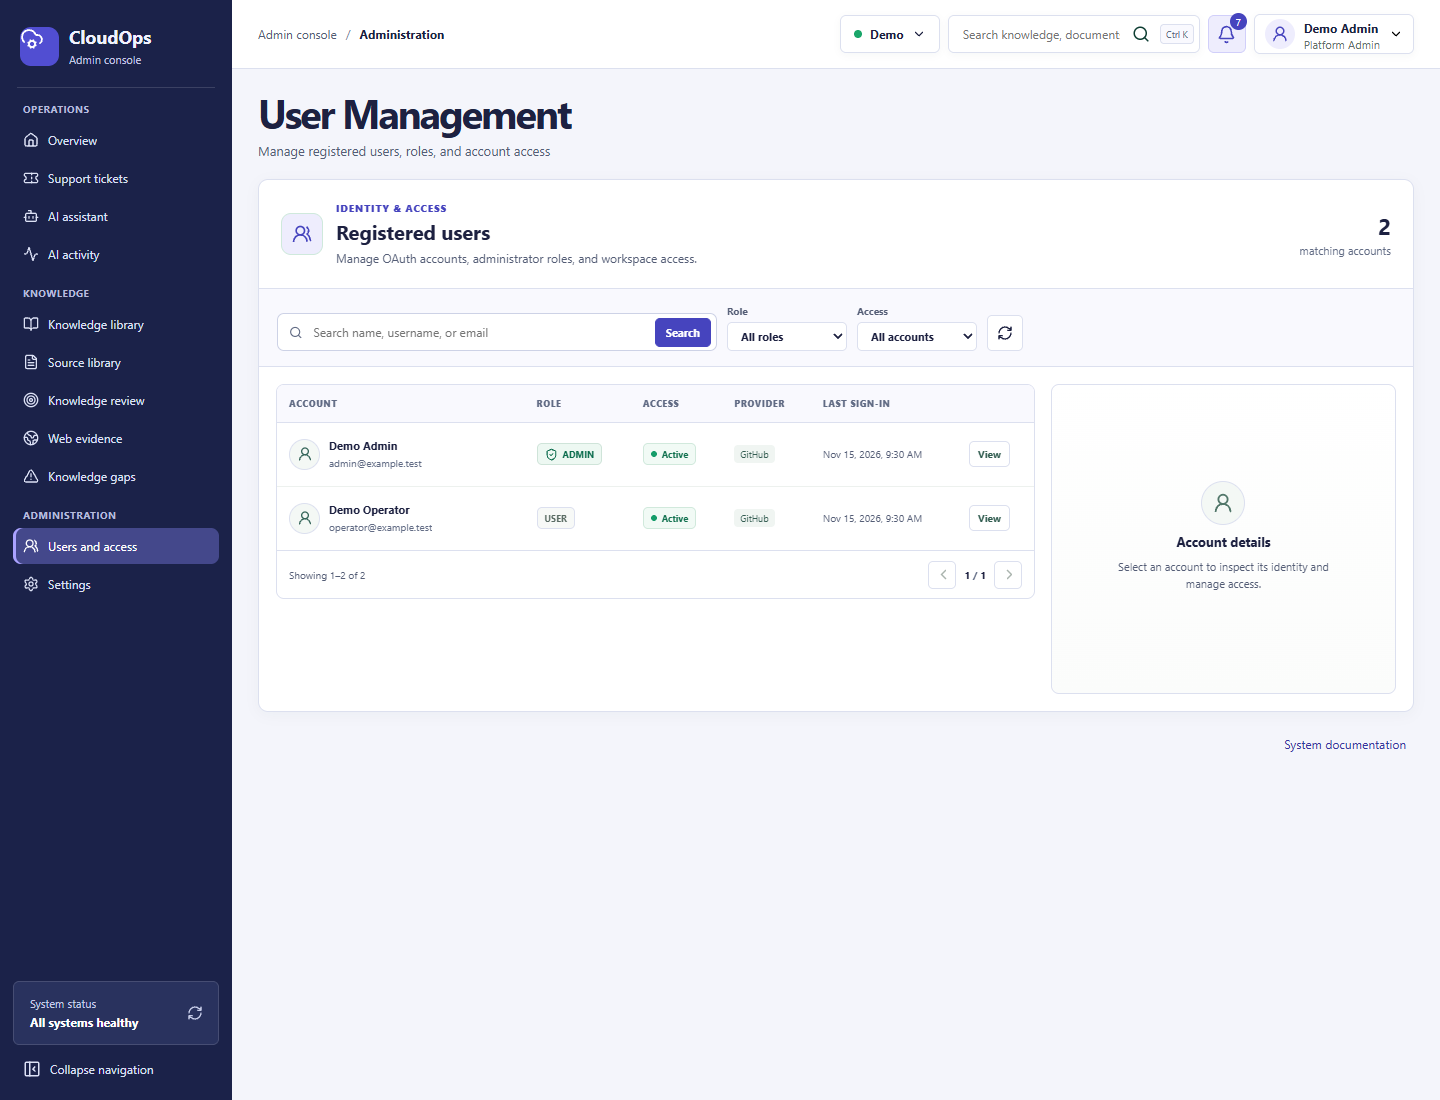 CloudOps
Admin console
OPERATIONS
Overview
Support tickets
AI assistant
AI activity
KNOWLEDGE
Knowledge library
Source library
Knowledge review
Web evidence
Knowledge gaps
ADMINISTRATION
Users and access
Settings
System status
All systems healthy
Collapse navigation
Admin console / Administration
Demo
Search knowledge, document
Ctrl K
7
Demo Admin
Platform Admin
User Management
Manage registered users, roles, and account access
IDENTITY & ACCESS
Registered users
Manage OAuth accounts, administrator roles, and workspace access.
2
matching accounts
Search name, username, or email
Search
Role
All roles
Access
All accounts
ACCOUNT ROLE ACCESS PROVIDER LAST SIGN-IN
Demo Admin
admin@example.test
ADMIN
Active
GitHub
Nov 15, 2026, 9:30 AM
View
Demo Operator
operator@example.test
USER
Active
GitHub
Nov 15, 2026, 9:30 AM
View
Showing 1–2 of 2
1 / 1
Account details
Select an account to inspect its identity and
manage access.
System documentation